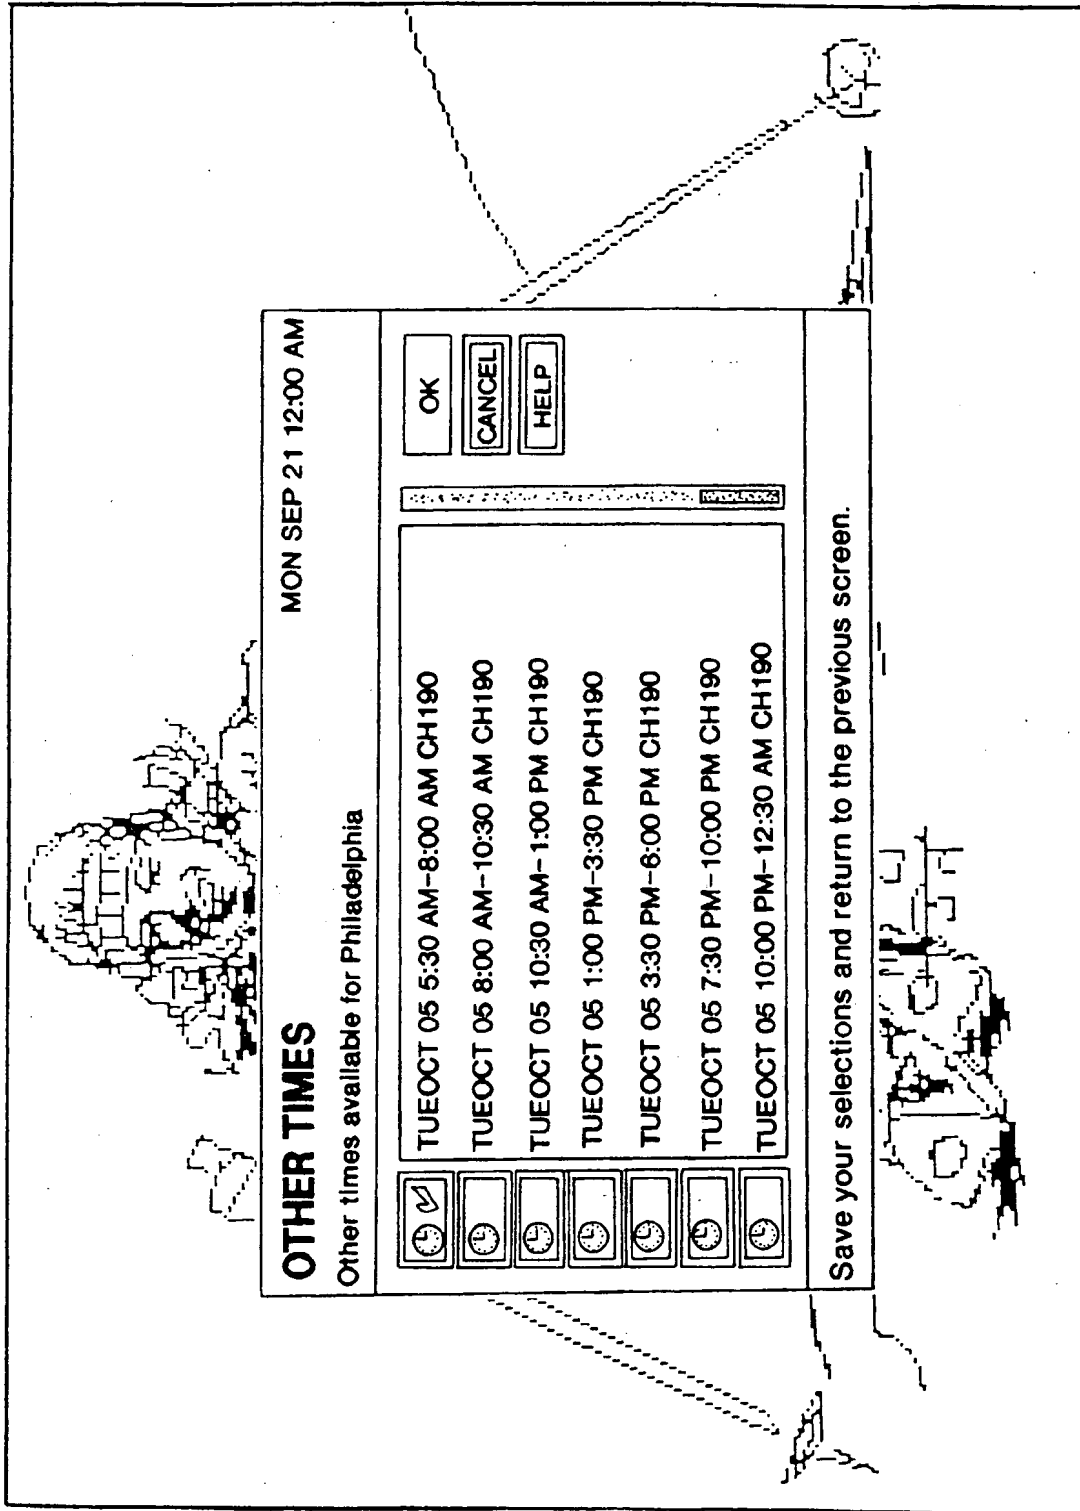 OTHER TIMES
MON SEP 21 12:00 AM
Other times available for Philadelphia
TUEOCT 05 5:30 AM-8:00 AM CH190
TUEOCT 05 8:00 AM-10:30 AM CH190
TUEOCT 05 10:30 AM-1:00 PM CH190
TUEOCT 05 1:00 PM-3:30 PM CH190
TUEOCT 05 3:30 PM-6:00 PM CH190
TUEOCT 05 7:30 PM-10:00 PM CH190
TUEOCT 05 10:00 PM-12:30 AM CH190
OK
CANCEL
HELP
Save your selections and return to the previous screen.